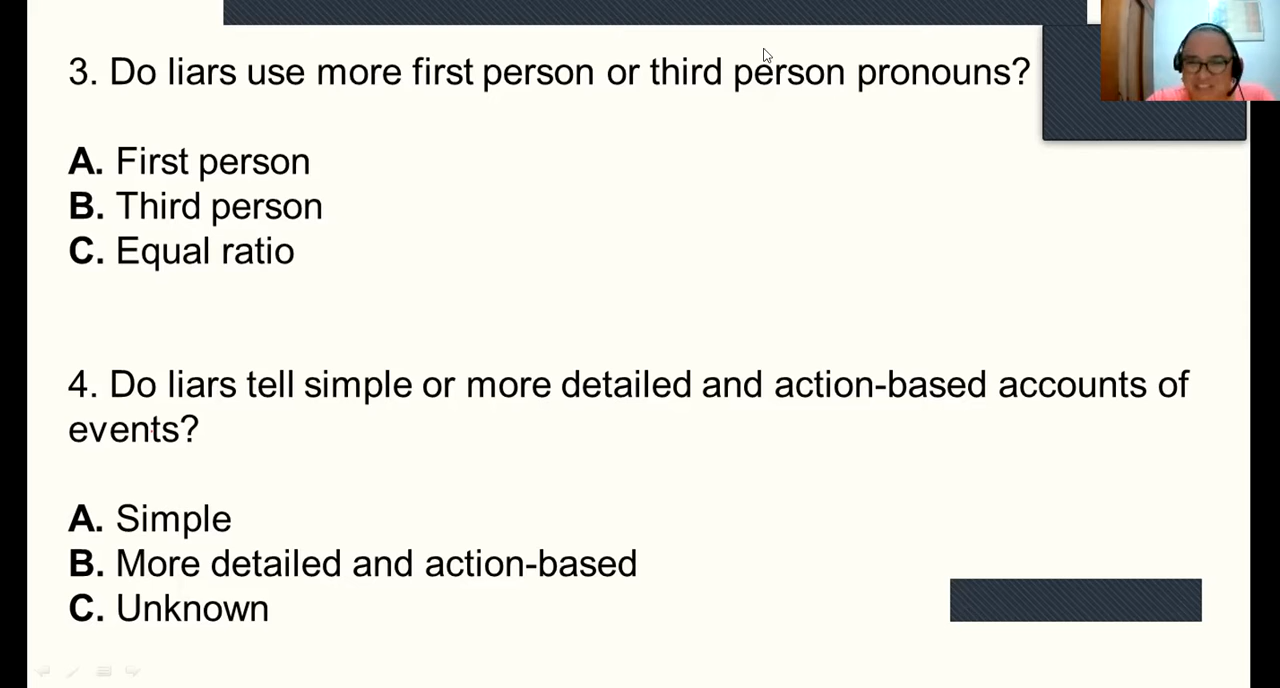 3. Do liars use more first person or third person pronouns?
A. First person
B. Third person
C. Equal ratio
4. Do liars tell simple or more detailed and action-based accounts of
events?
A. Simple
B. More detailed and action-based
C. Unknown